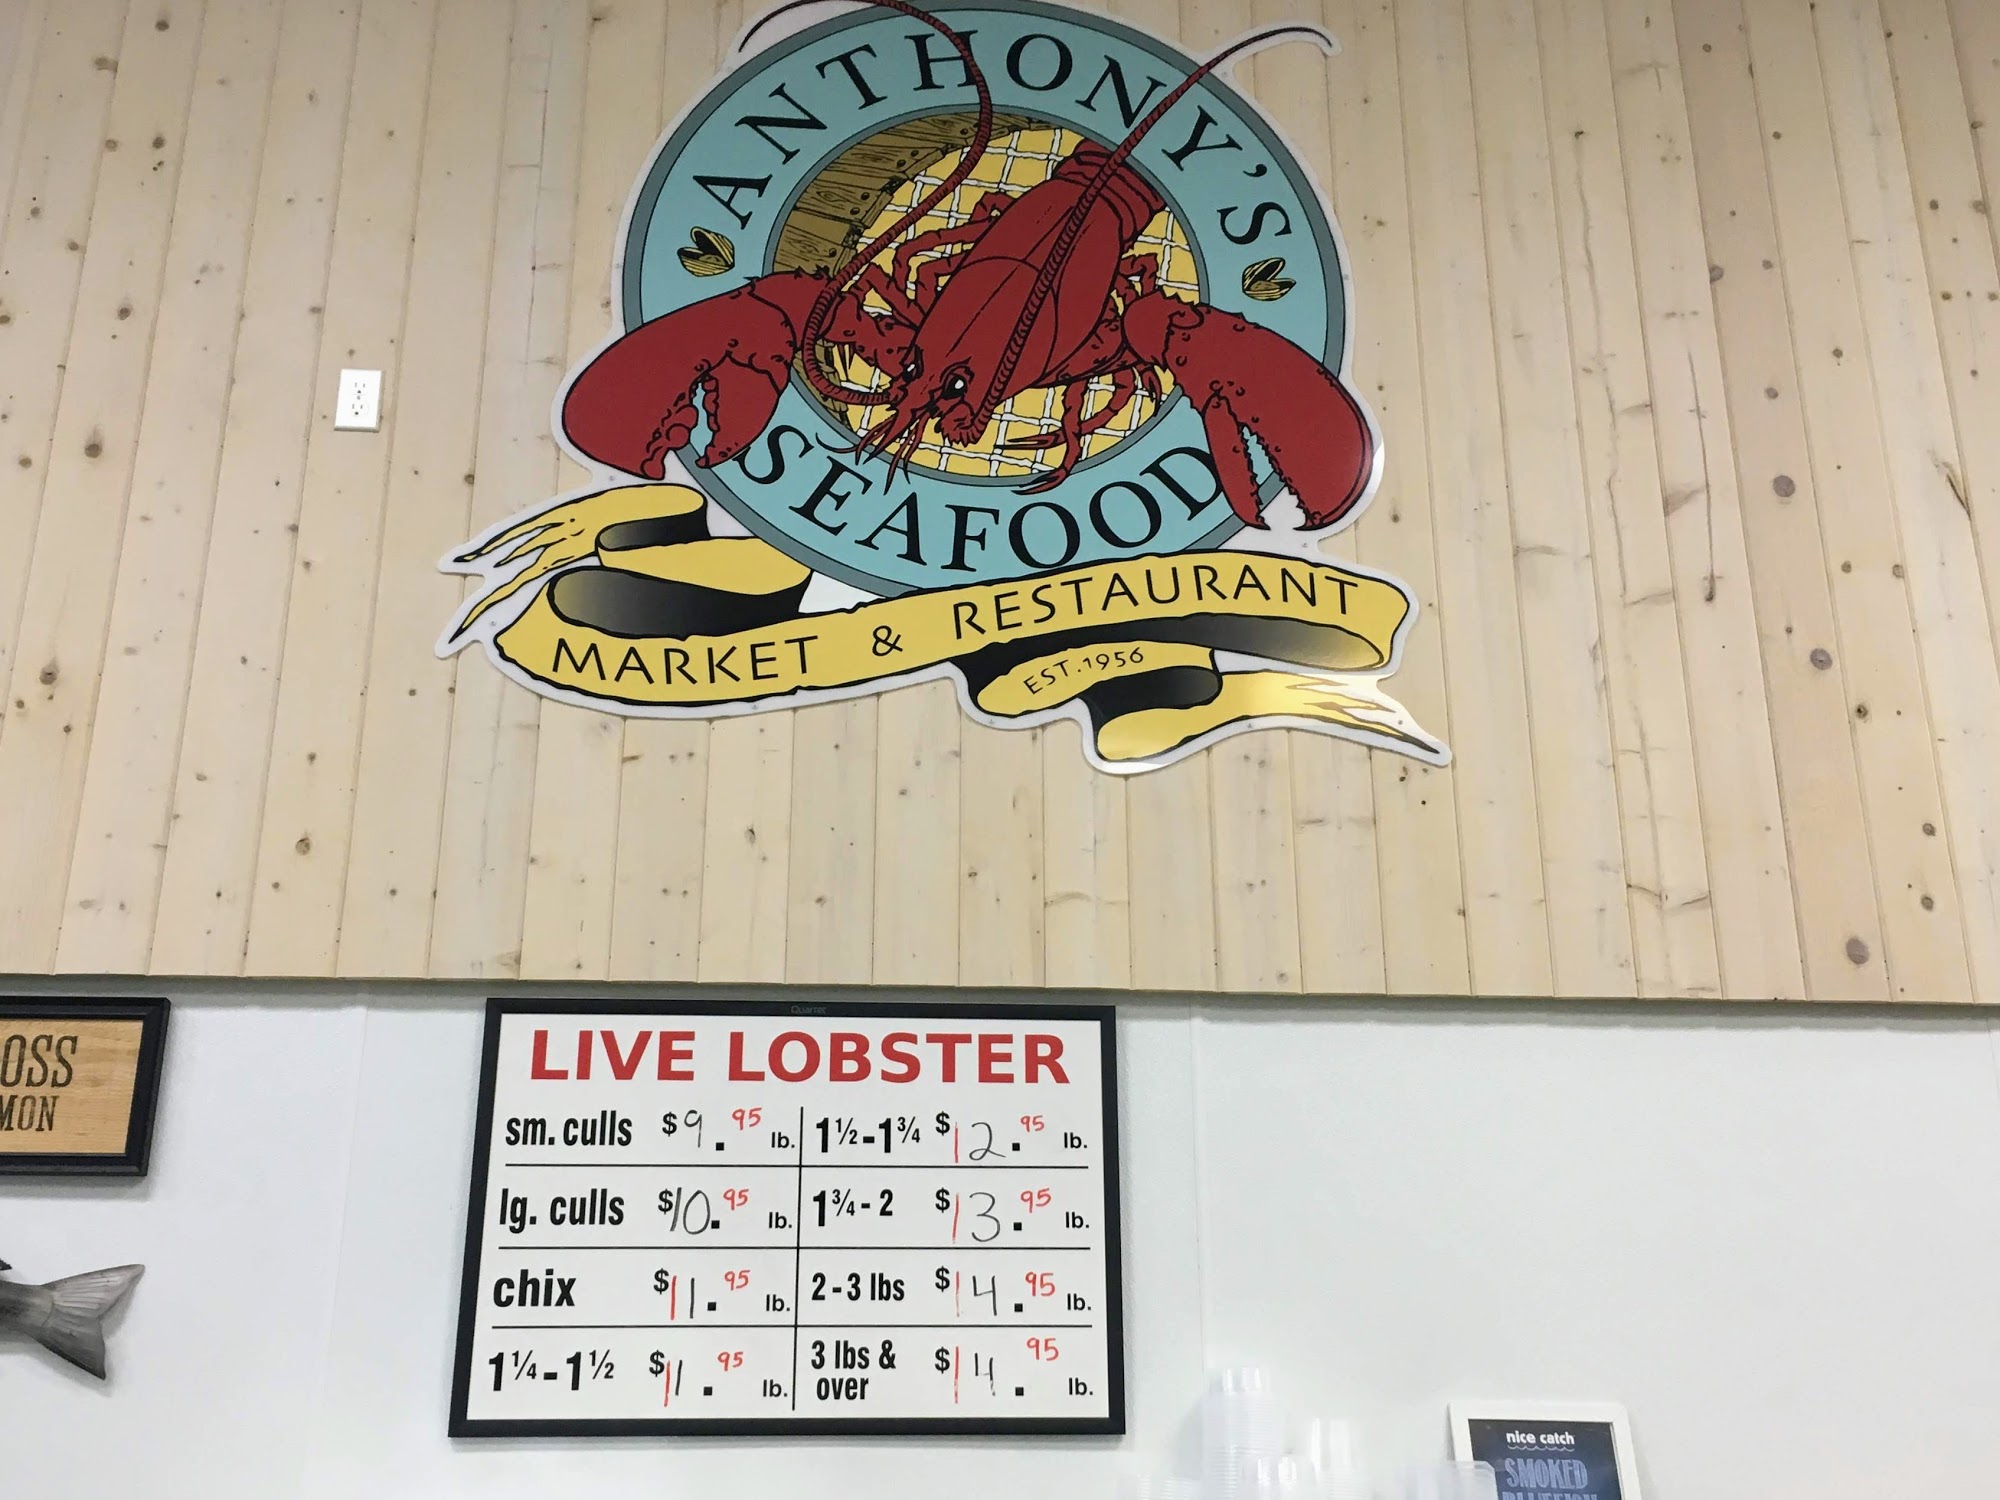 ANTHONY'S
SEAFOOD
MARKET & RESTAURANT
EST. 1956
OSS
MON
Quartet
LIVE LOBSTER
sm. culls $9.95 lb.
lg. culls $10.95 lb.
chix $11.95 lb.
1¼-1½ $11.95 lb.
1½-1¾ $12.95 lb.
1¾-2 $13.95 lb.
2-3 lbs $14.95 lb.
3 lbs & over $14.95 lb.
nice catch
SMOKED